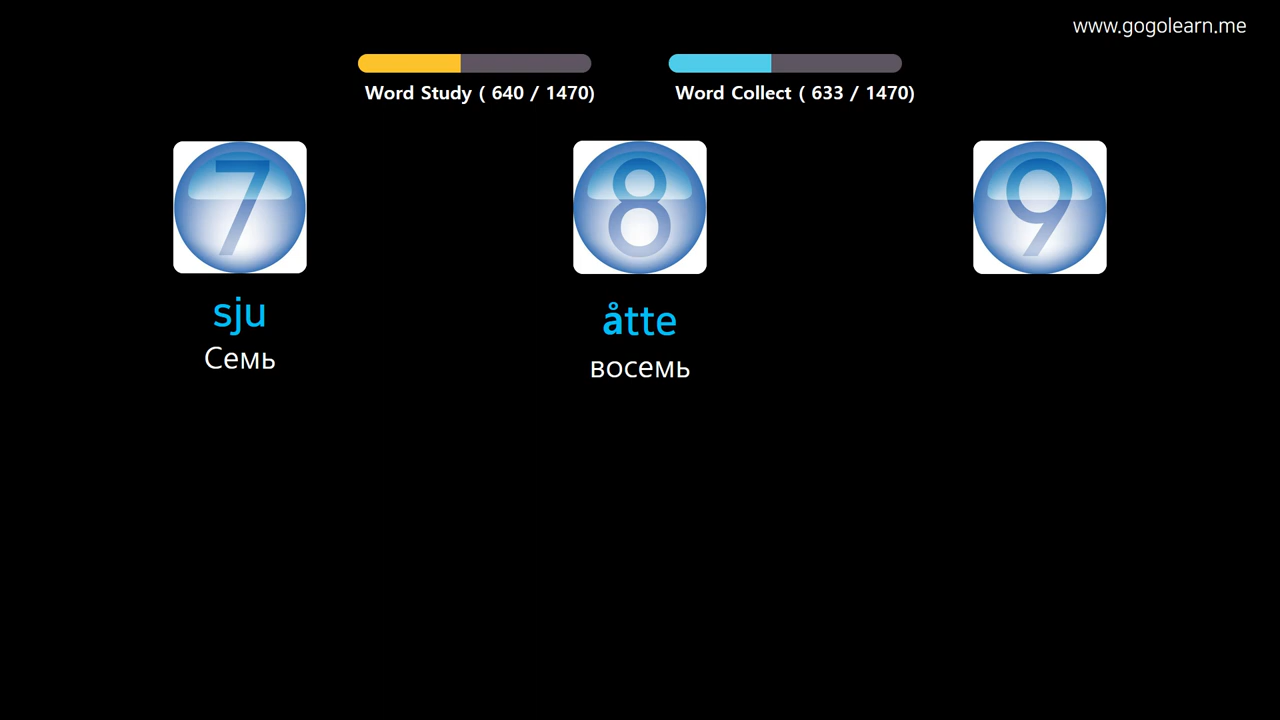 www.gogolearn.me
Word Study ( 640 / 1470)
Word Collect ( 633 / 1470)
7
8
9
sju
åtte
Семь
восемь